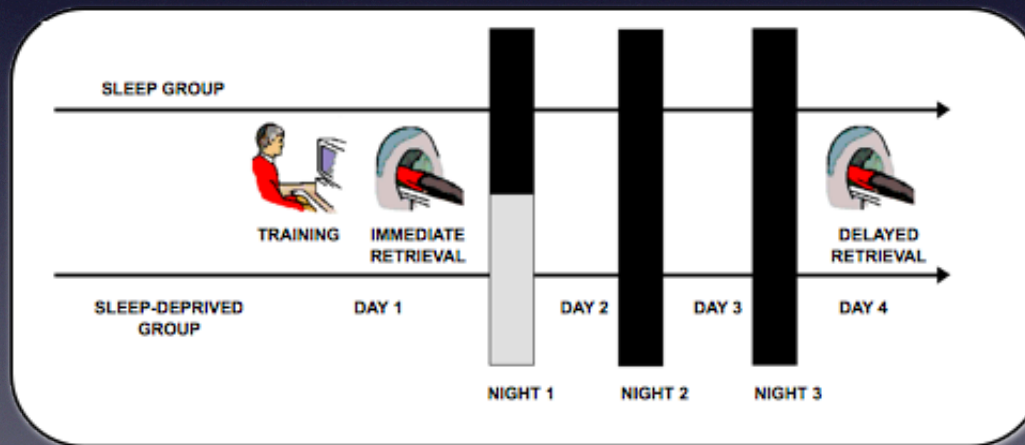 SLEEP GROUP
TRAINING
IMMEDIATE
RETRIEVAL
DELAYED
RETRIEVAL
SLEEP-DEPRIVED
GROUP
DAY 1
DAY 2
DAY 3
DAY 4
NIGHT 1
NIGHT 2
NIGHT 3